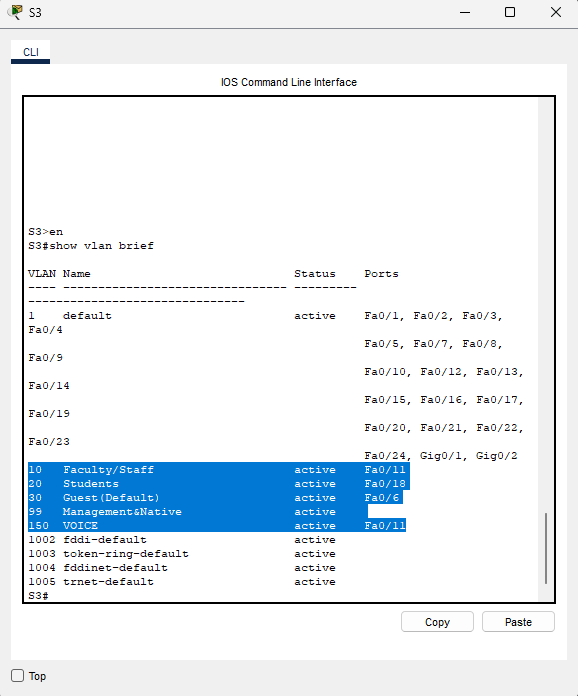 S3
CLI
IOS Command Line Interface
S3>en
S3#show vlan brief
VLAN Name                             Status    Ports
---- -------------------------------- ---------
-------------------------------
1    default                          active    Fa0/1, Fa0/2, Fa0/3,
Fa0/4
                                                Fa0/5, Fa0/7, Fa0/8,
Fa0/9
                                                Fa0/10, Fa0/12, Fa0/13,
Fa0/14
                                                Fa0/15, Fa0/16, Fa0/17,
Fa0/19
                                                Fa0/20, Fa0/21, Fa0/22,
Fa0/23
                                                Fa0/24, Gig0/1, Gig0/2
10   Faculty/Staff                    active    Fa0/11
20   Students                         active    Fa0/18
30   Guest(Default)                   active    Fa0/6
99   Management&Native                active
150  VOICE                            active    Fa0/11
1002 fddi-default                     active
1003 token-ring-default               active
1004 fddinet-default                  active
1005 trnet-default                    active
S3#
Copy Paste
Top